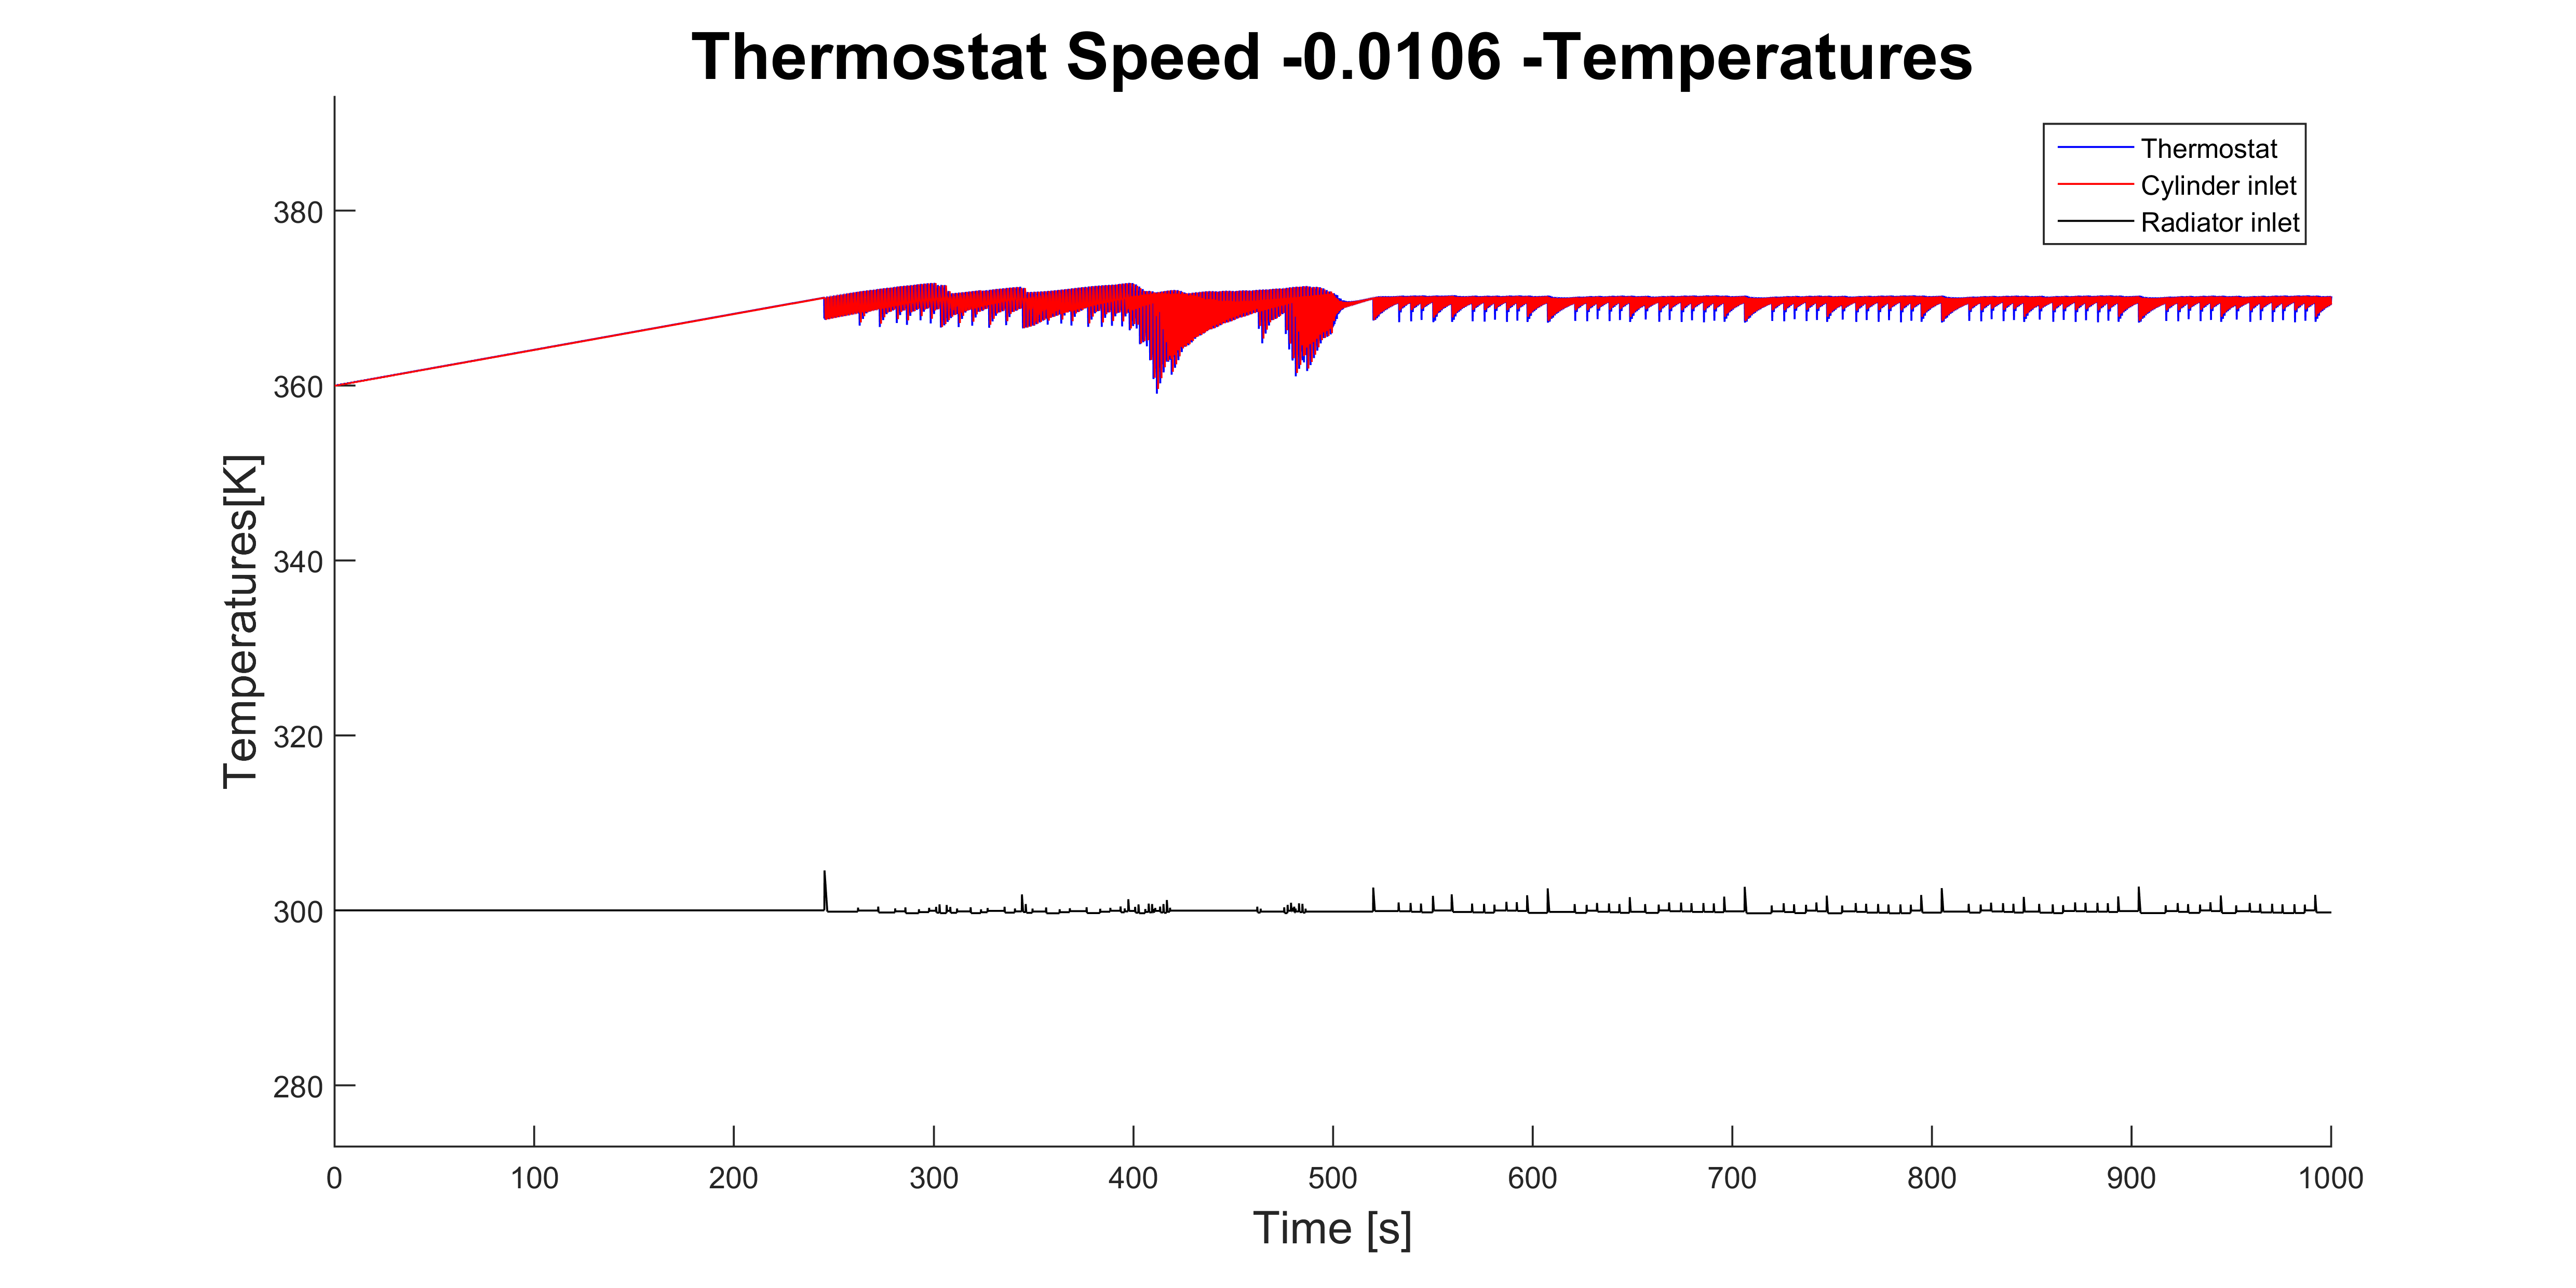 Thermostat Speed -0.0106 -Temperatures
Thermostat
Cylinder inlet
Radiator inlet
380
360
340
320
300
280
Temperatures[K]
0 100 200 300 400 500 600 700 800 900 1000
Time [s]